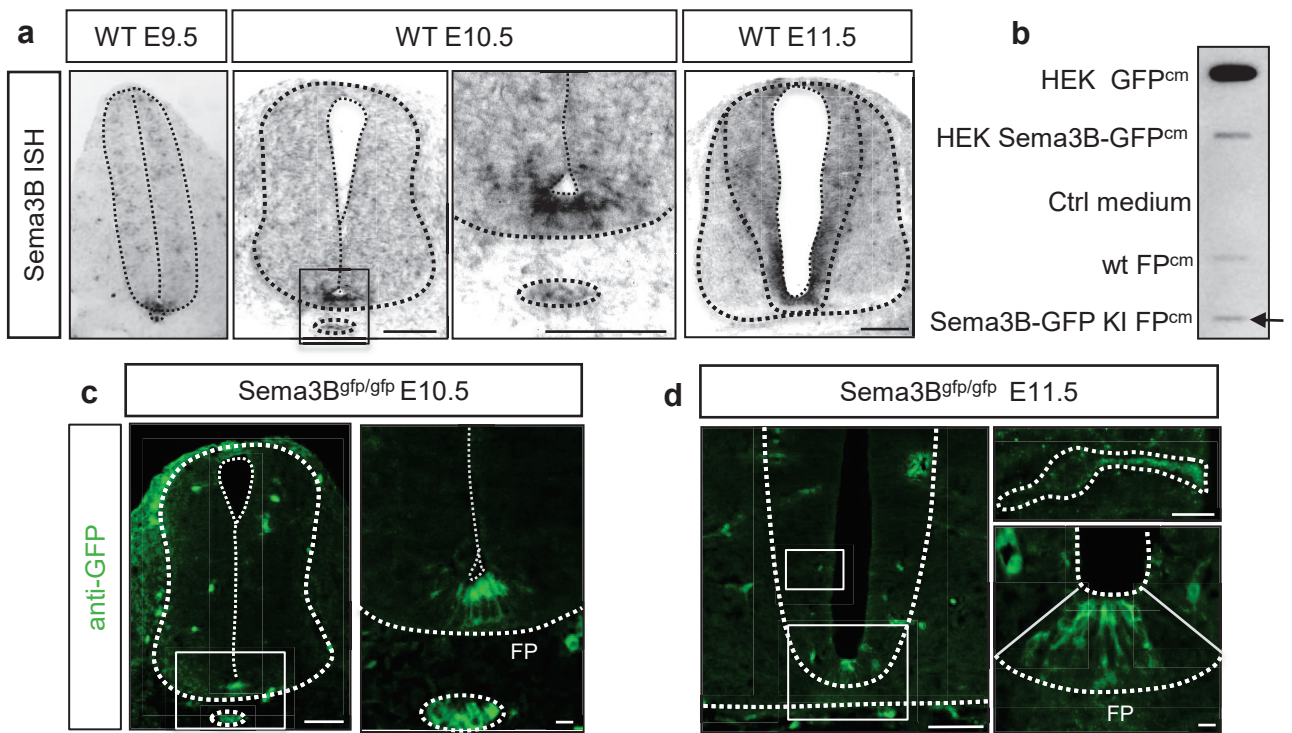 a
WT E9.5
WT E10.5
WT E11.5
Sema3B ISH
b
HEK GFPcm
HEK Sema3B-GFPcm
Ctrl medium
wt FPcm
Sema3B-GFP KI FPcm
c
Sema3Bgfp/gfp E10.5
anti-GFP
FP
d
Sema3Bgfp/gfp E11.5
FP